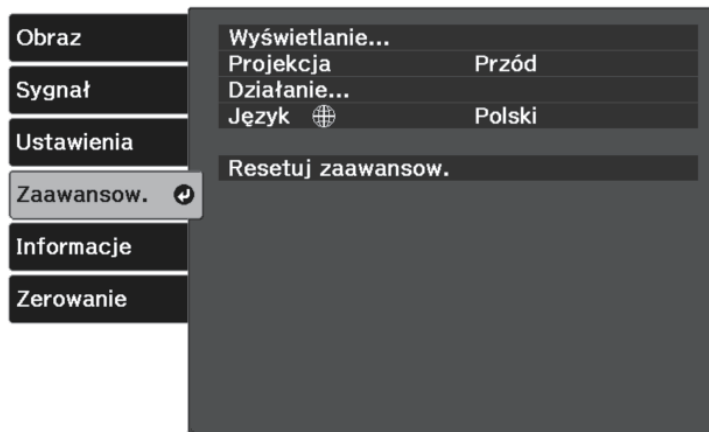 Obraz
Sygnał
Ustawienia
Zaawansow.
Informacje
Zerowanie
Wyświetlanie...
Projekcja Przód
Działanie...
Język Polski
Resetuj zaawansow.